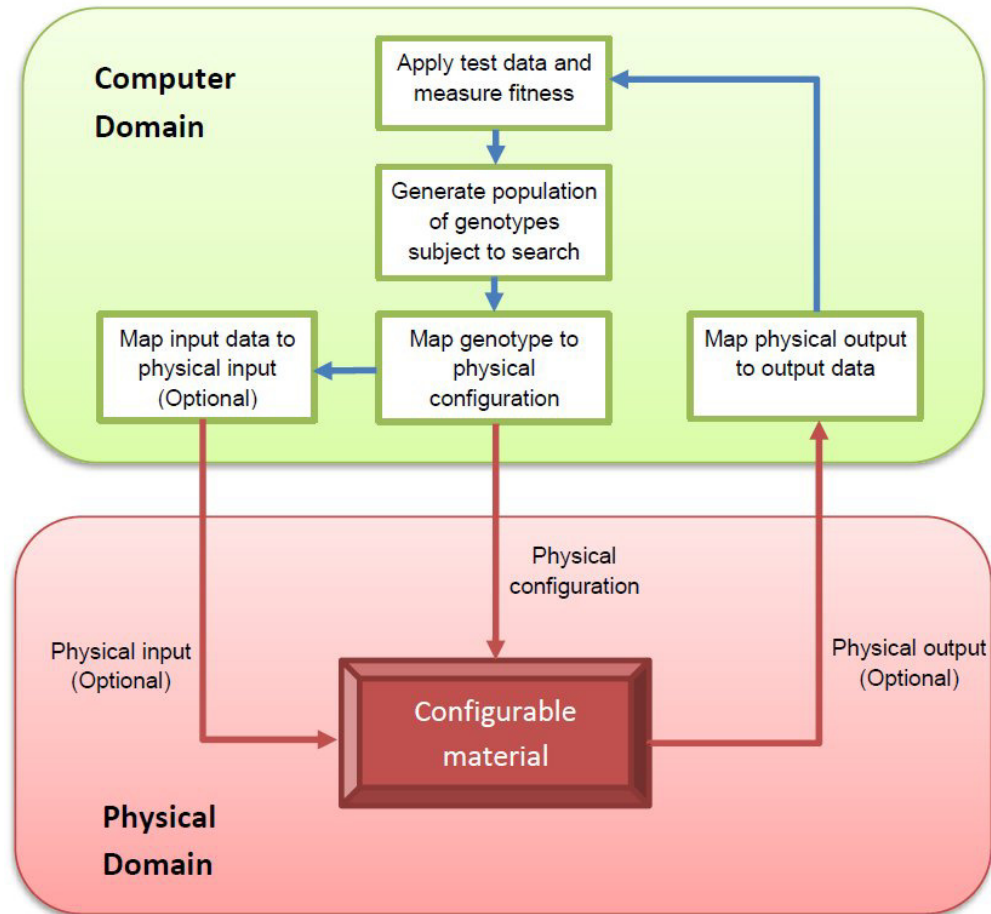 Computer
Domain
Apply test data and
measure fitness
Generate population
of genotypes
subject to search
Map input data to
physical input
(Optional)
Map genotype to
physical
configuration
Map physical output
to output data
Physical
configuration
Physical input
(Optional)
Physical output
(Optional)
Configurable
material
Physical
Domain